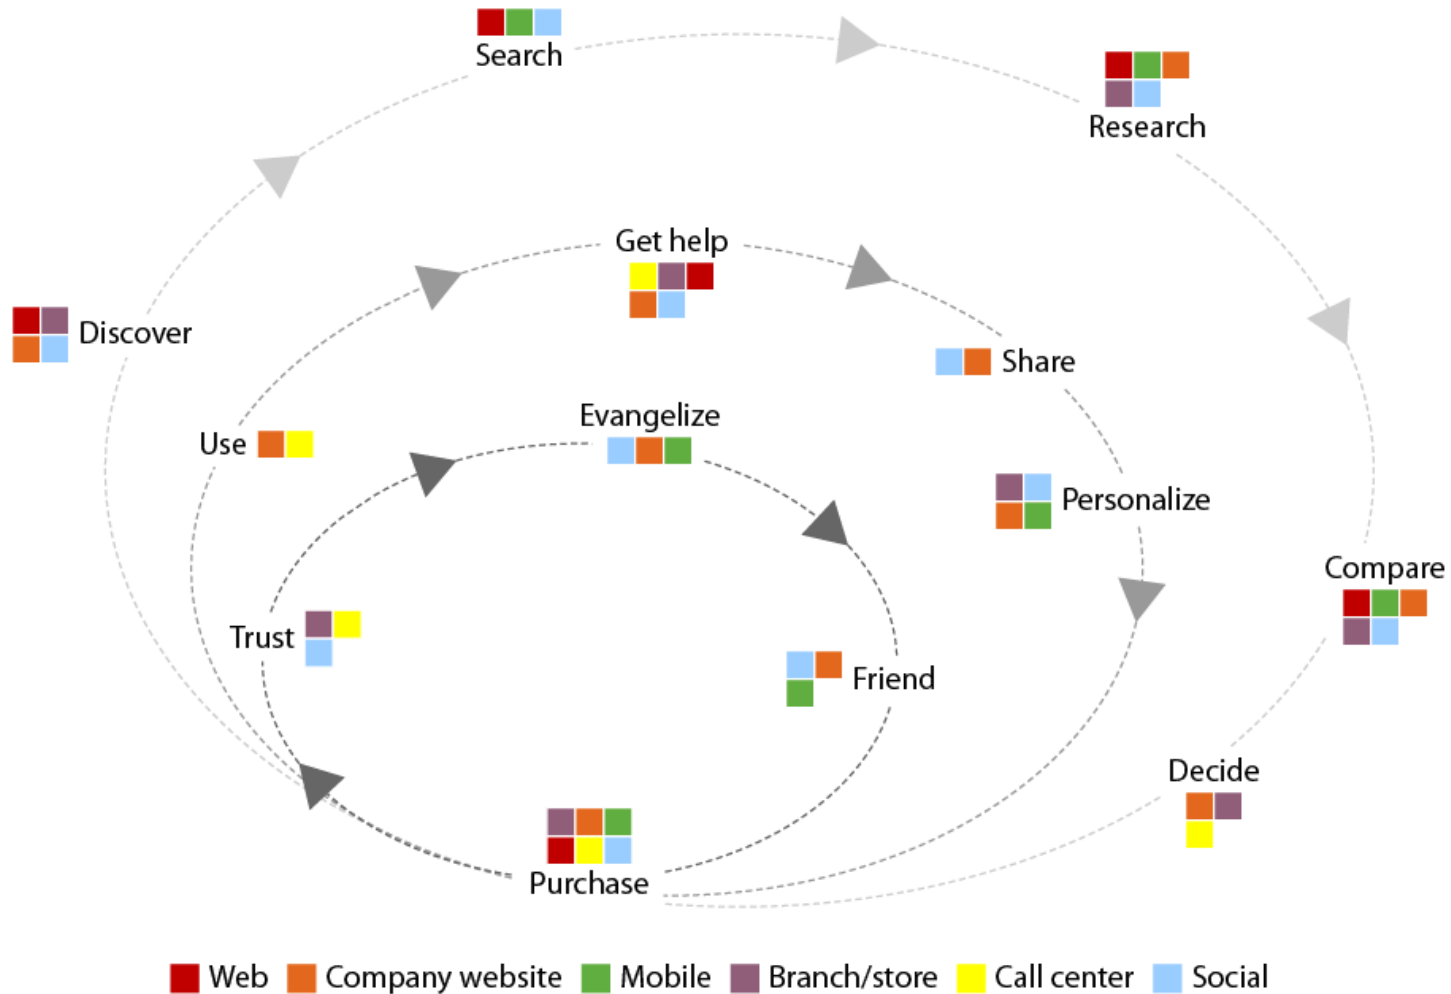 Search
Research
Get help
Discover
Share
Evangelize
Use
Personalize
Compare
Trust
Friend
Decide
Purchase
Web Company website Mobile Branch/store Call center Social